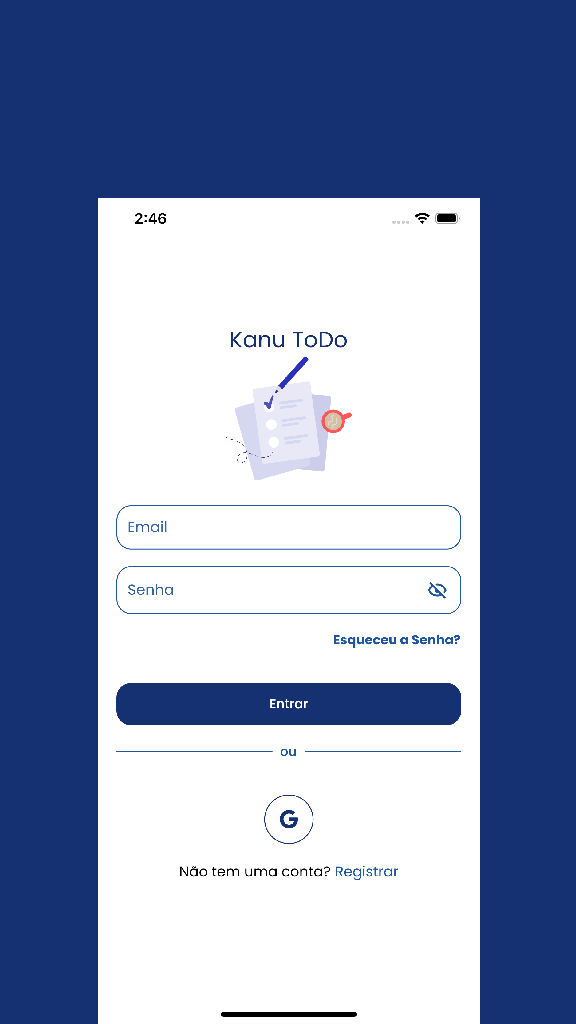 2:46
Kanu ToDo
Email
Senha
Esqueceu a Senha?
Entrar
ou
G
Não tem uma conta? Registrar